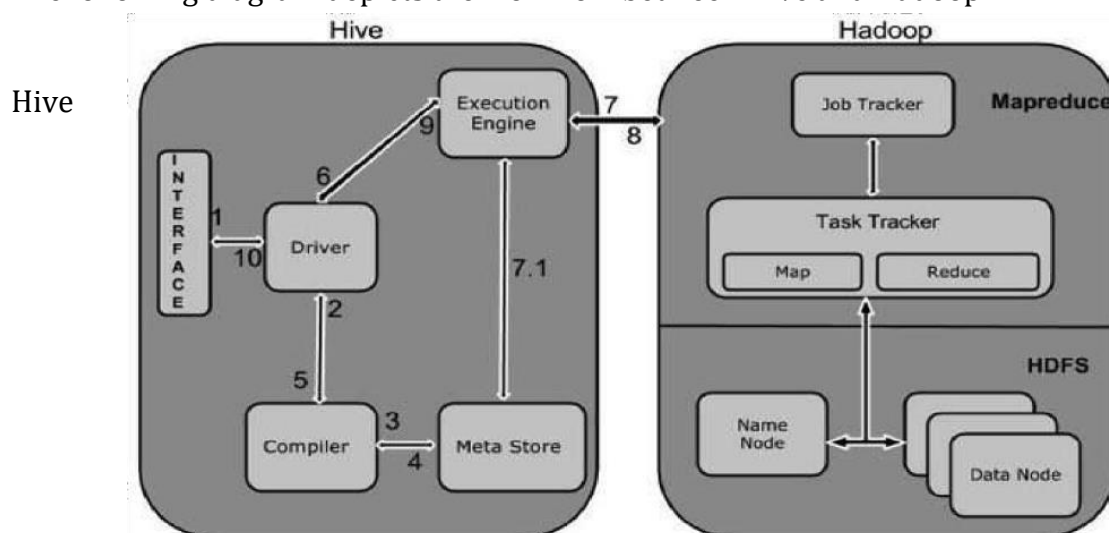 Hive
Hadoop
Hive
Execution
Engine
7
8
Job Tracker
Mapreduce
9
6
INTERFACE
1
10
Driver
Task Tracker
Map
Reduce
7.1
2
HDFS
5
Compiler
3
4
Meta Store
Name
Node
Data Node